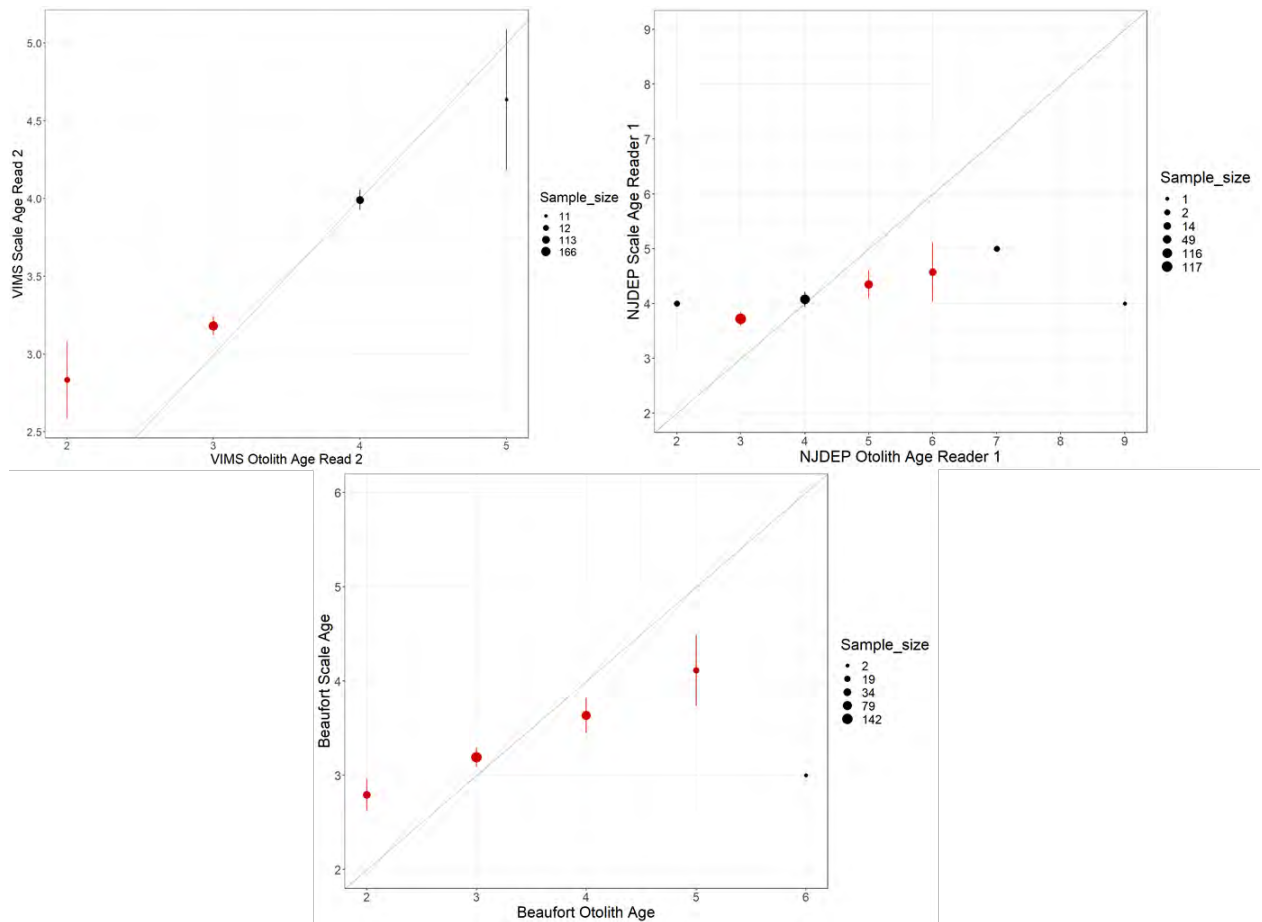 5.0
4.5
4.0
3.5
3.0
2.5
VIMS Scale Age Read 2
2 3 4 5
VIMS Otolith Age Read 2
Sample_size
11
12
113
166
9
8
7
6
5
4
3
2
NJDEP Scale Age Reader 1
2 3 4 5 6 7 9
NJDEP Otolith Age Reader 1
Sample_size
1
2
14
49
116
117
6
5
4
3
2
Beaufort Scale Age
2 3 4 5 6
Beaufort Otolith Age
Sample_size
2
19
34
79
142